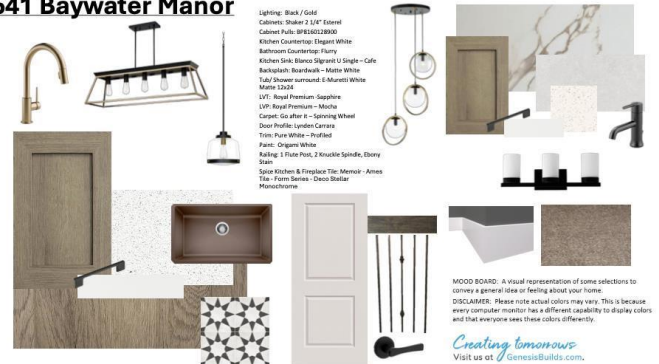 641 Baywater Manor
Lighting: Black / Gold
Cabinets: Shaker 2 1/4" Esterel
Cabinet Pulls: BP8160128900
Kitchen Countertop: Elegant White
Bathroom Countertop: Flurry
Kitchen Sink: Blanco Silgranit U Single – Cafe
Backsplash: Boardwalk – Matte White
Tub/ Shower surround: E-Muretti White
Matte 12x24
LVT: Royal Premium -Sapphire
LVP: Royal Premium – Mocha
Carpet: Go after it – Spinning Wheel
Door Profile: Lynden Carrara
Trim: Pure White – Profiled
Paint: Origami White
Railing: 1 Flute Post, 2 Knuckle Spindle, Ebony
Stain
Spice Kitchen & Fireplace Tile: Memoir - Ames
Tile - Form Series - Deco Stellar
Monochrome
MOOD BOARD: A visual representation of some selections to
convey a general idea or feeling about your home.
DISCLAIMER: Please note actual colors may vary. This is because
every computer monitor has a different capability to display colors
and that everyone sees these colors differently.
Creating tomorrows
Visit us at GenesisBuilds.com.